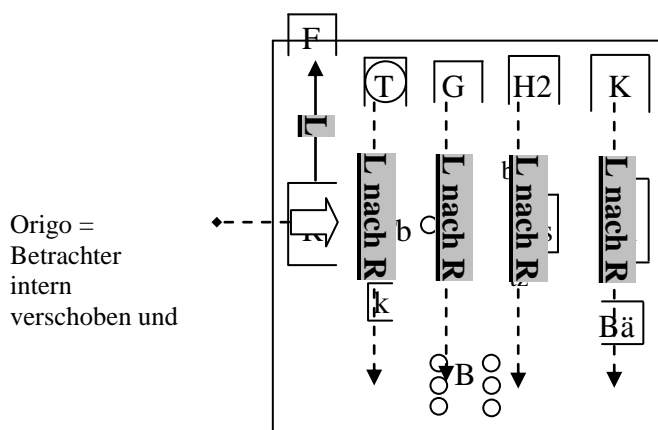 F
T G H2 K
L
L nach R L nach R L nach R L nach R
b
b s
k
Bä
B
Origo =
Betrachter
intern
verschoben und